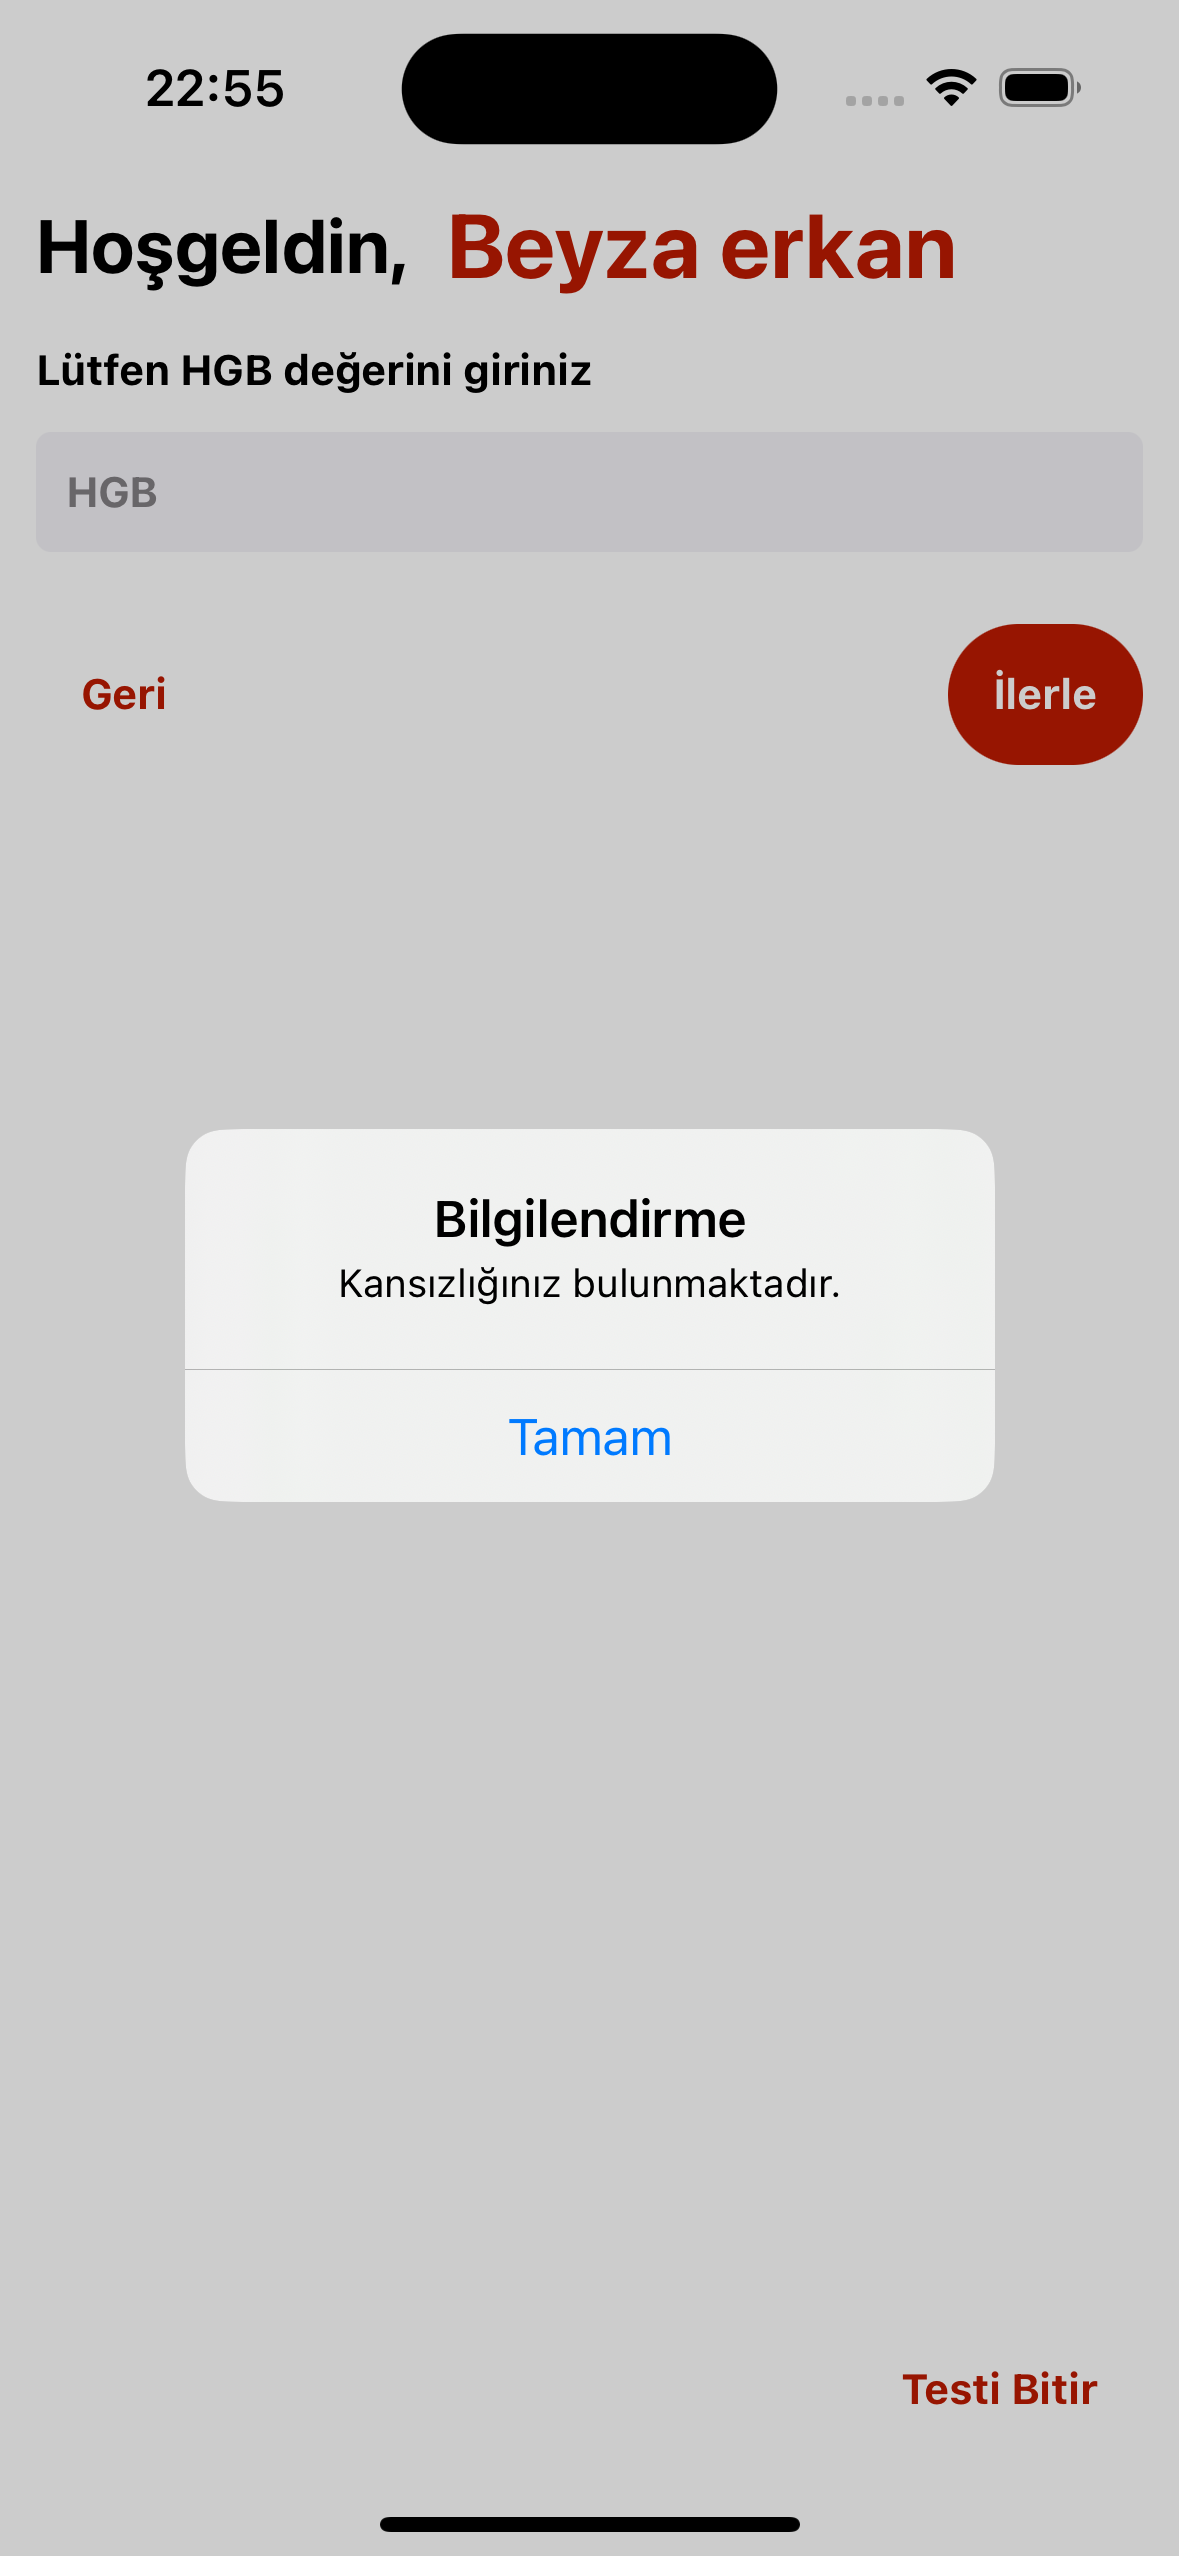 22:55
Hoşgeldin, Beyza erkan
Lütfen HGB değerini giriniz
HGB
Geri
İlerle
Bilgilendirme
Kansızlığınız bulunmaktadır.
Tamam
Testi Bitir